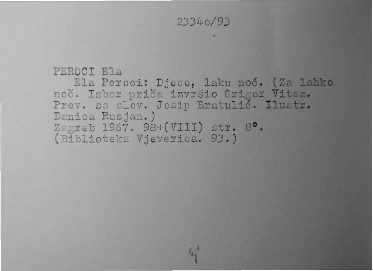 23346/93
PEROCI Ela
Ela Peroci: Djeco, laku noć. (Za lahko
noč. Izbor priča izvršio Grigor Vitez.
Prev. sa slov. Josip Bratulić. Ilustr.
Danica Rusjan.)
Zagreb 1967. 98+(VIII) str. 8°.
(Biblioteka Vjeverica. 93.)